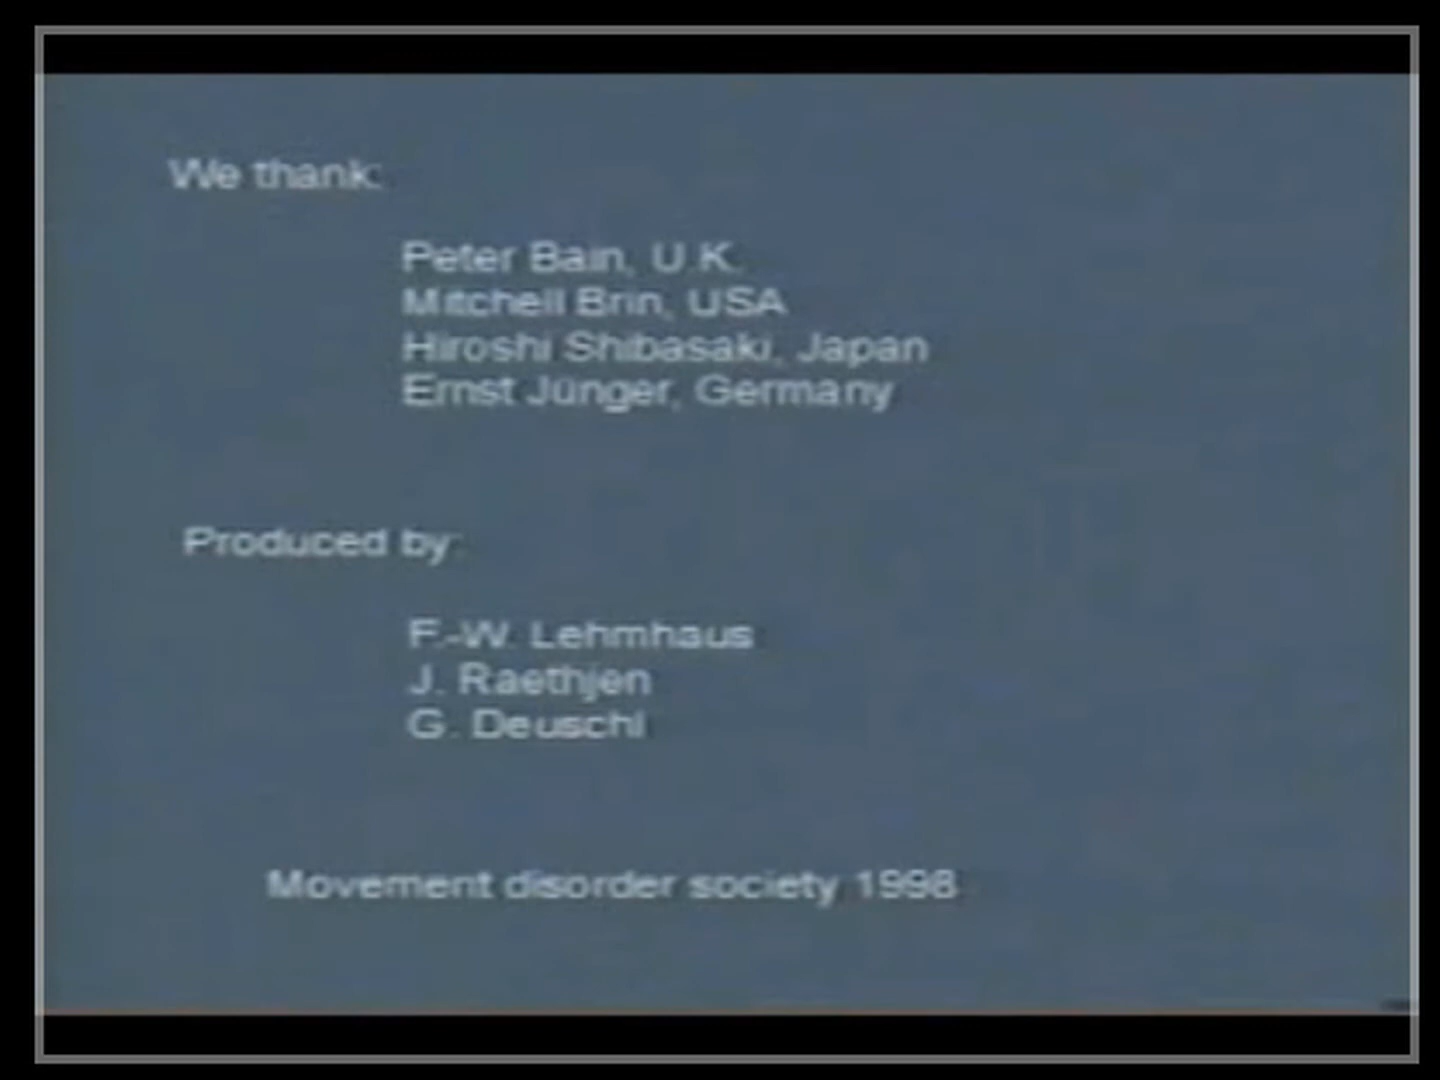 We thank:
Peter Bain, U.K.
Mitchell Brin, USA
Hiroshi Shibasaki, Japan
Ernst Jünger, Germany
Produced by:
F.-W. Lehmhaus
J. Raethjen
G. Deuschl
Movement disorder society 1998